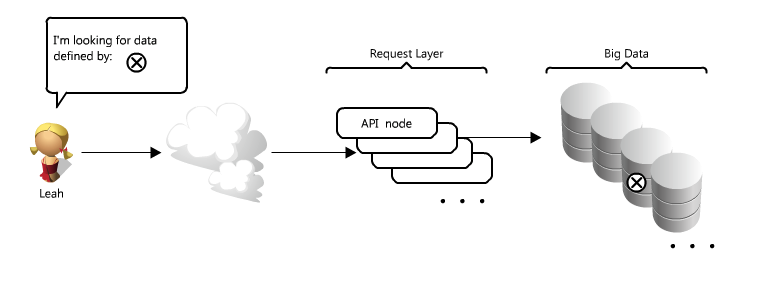 I'm looking for data
defined by:
Leah
Request Layer
API node
Big Data